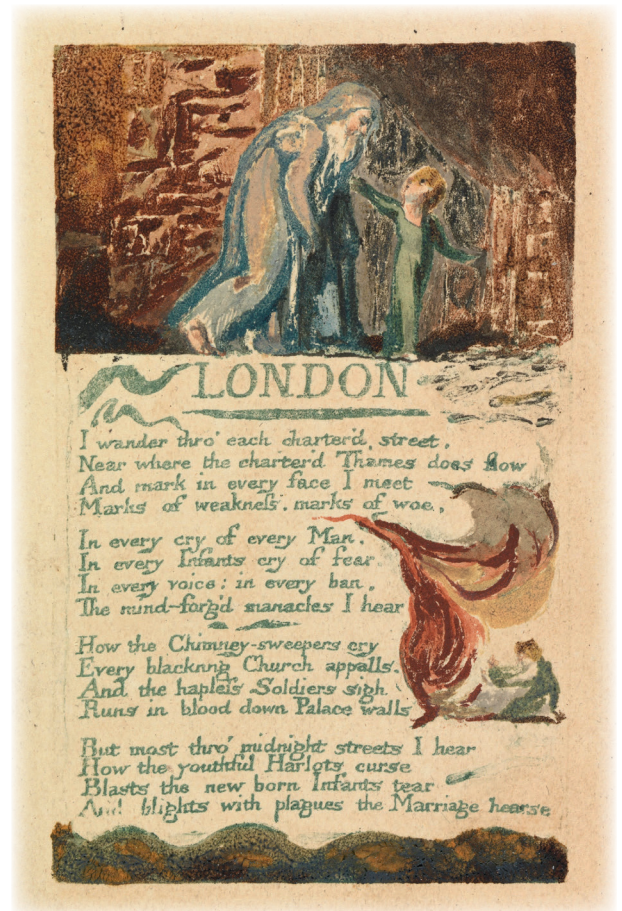 LONDON
I wander thro' each charter'd street,
Near where the charter'd Thames does flow
And mark in every face I meet
Marks of weakness, marks of woe,
In every cry of every Man,
In every Infants cry of fear
In every voice; in every ban,
The mind-forg'd manacles I hear
How the Chimney-sweepers cry
Every blackning Church appalls,
And the hapless Soldiers sigh
Runs in blood down Palace walls
But most thro' midnight streets I hear
How the youthful Harlots curse
Blasts the new born Infants tear
And blights with plagues the Marriage hearse